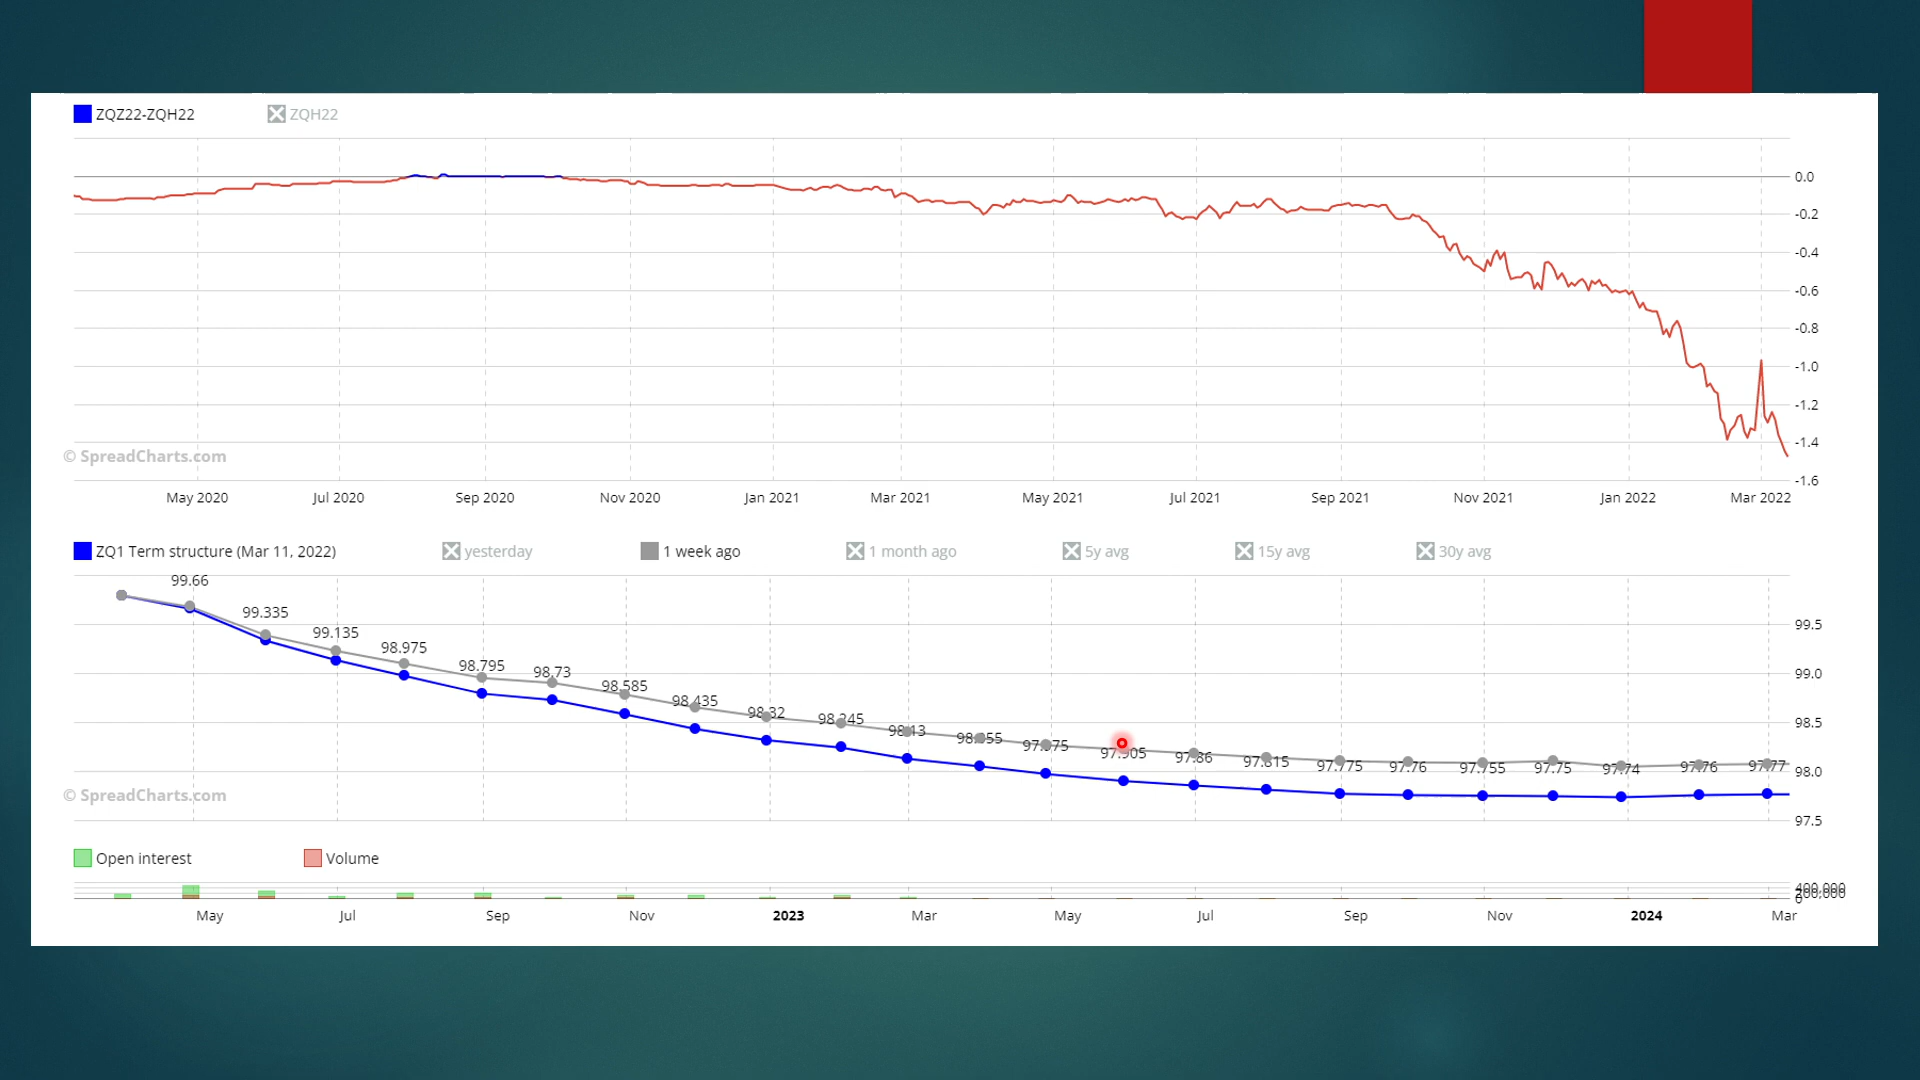 ZQZ22-ZQH22 ZQH22
0.0
-0.2
-0.4
-0.6
-0.8
-1.0
-1.2
-1.4
-1.6
© SpreadCharts.com
May 2020 Jul 2020 Sep 2020 Nov 2020 Jan 2021 Mar 2021 May 2021 Jul 2021 Sep 2021 Nov 2021 Jan 2022 Mar 2022
ZQ1 Term structure (Mar 11, 2022) yesterday 1 week ago 1 month ago 5y avg 15y avg 30y avg
99.66 99.335 99.135 98.975 98.795 98.73 98.585 98.435 98.32 98.245 98.13 98.055 97.975 97.905 97.86 97.815 97.775 97.76 97.755 97.75 97.74 97.76 97.77
99.5
99.0
98.5
98.0
97.5
© SpreadCharts.com
Open interest Volume
400,000
200,000
0
May Jul Sep Nov 2023 Mar May Jul Sep Nov 2024 Mar